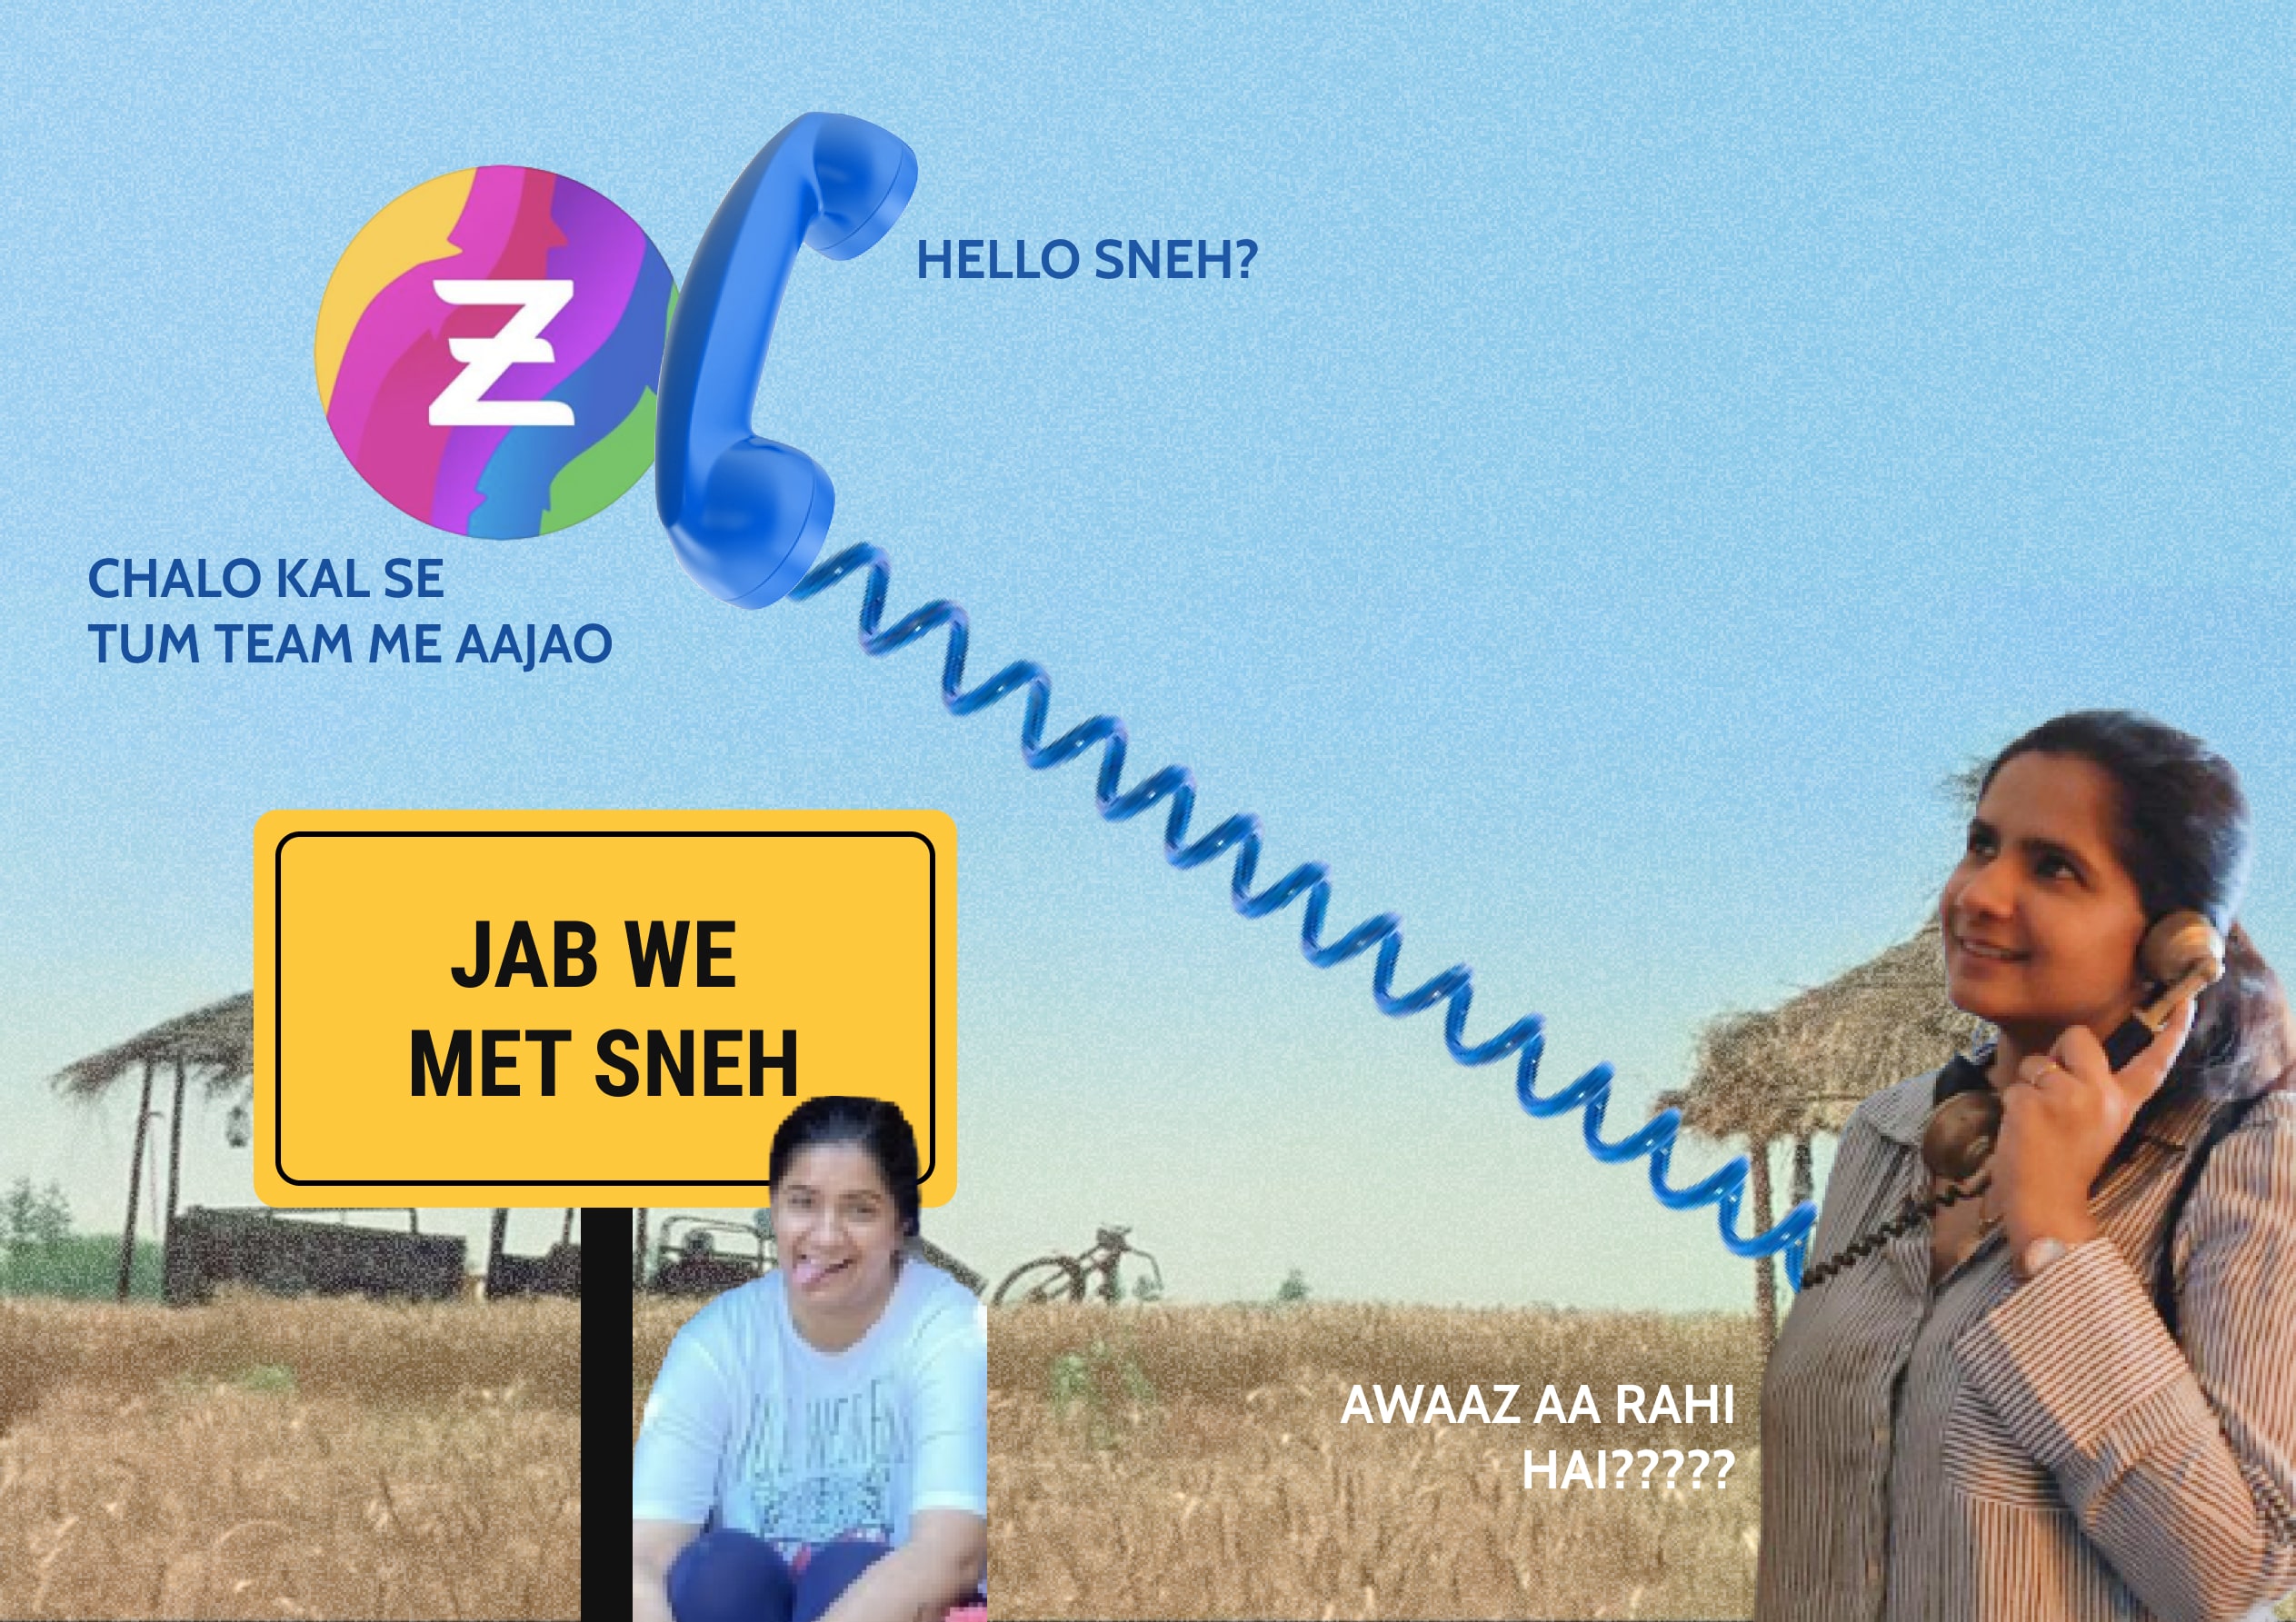 Z
HELLO SNEH?
CHALO KAL SE
TUM TEAM ME AAJAO
JAB WE
MET SNEH
AWAAZ AA RAHI
HAI?????